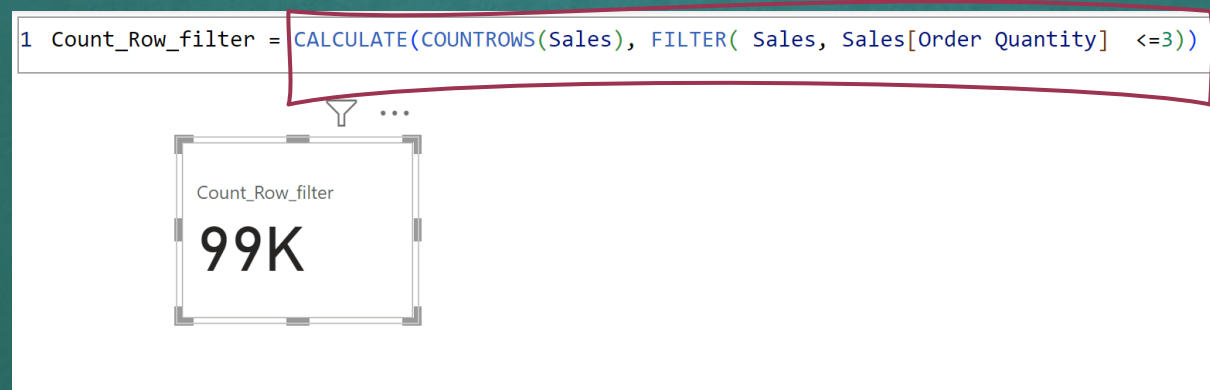 1 Count_Row_filter = CALCULATE(COUNTROWS(Sales), FILTER( Sales, Sales[Order Quantity] <=3))
Count_Row_filter
99K